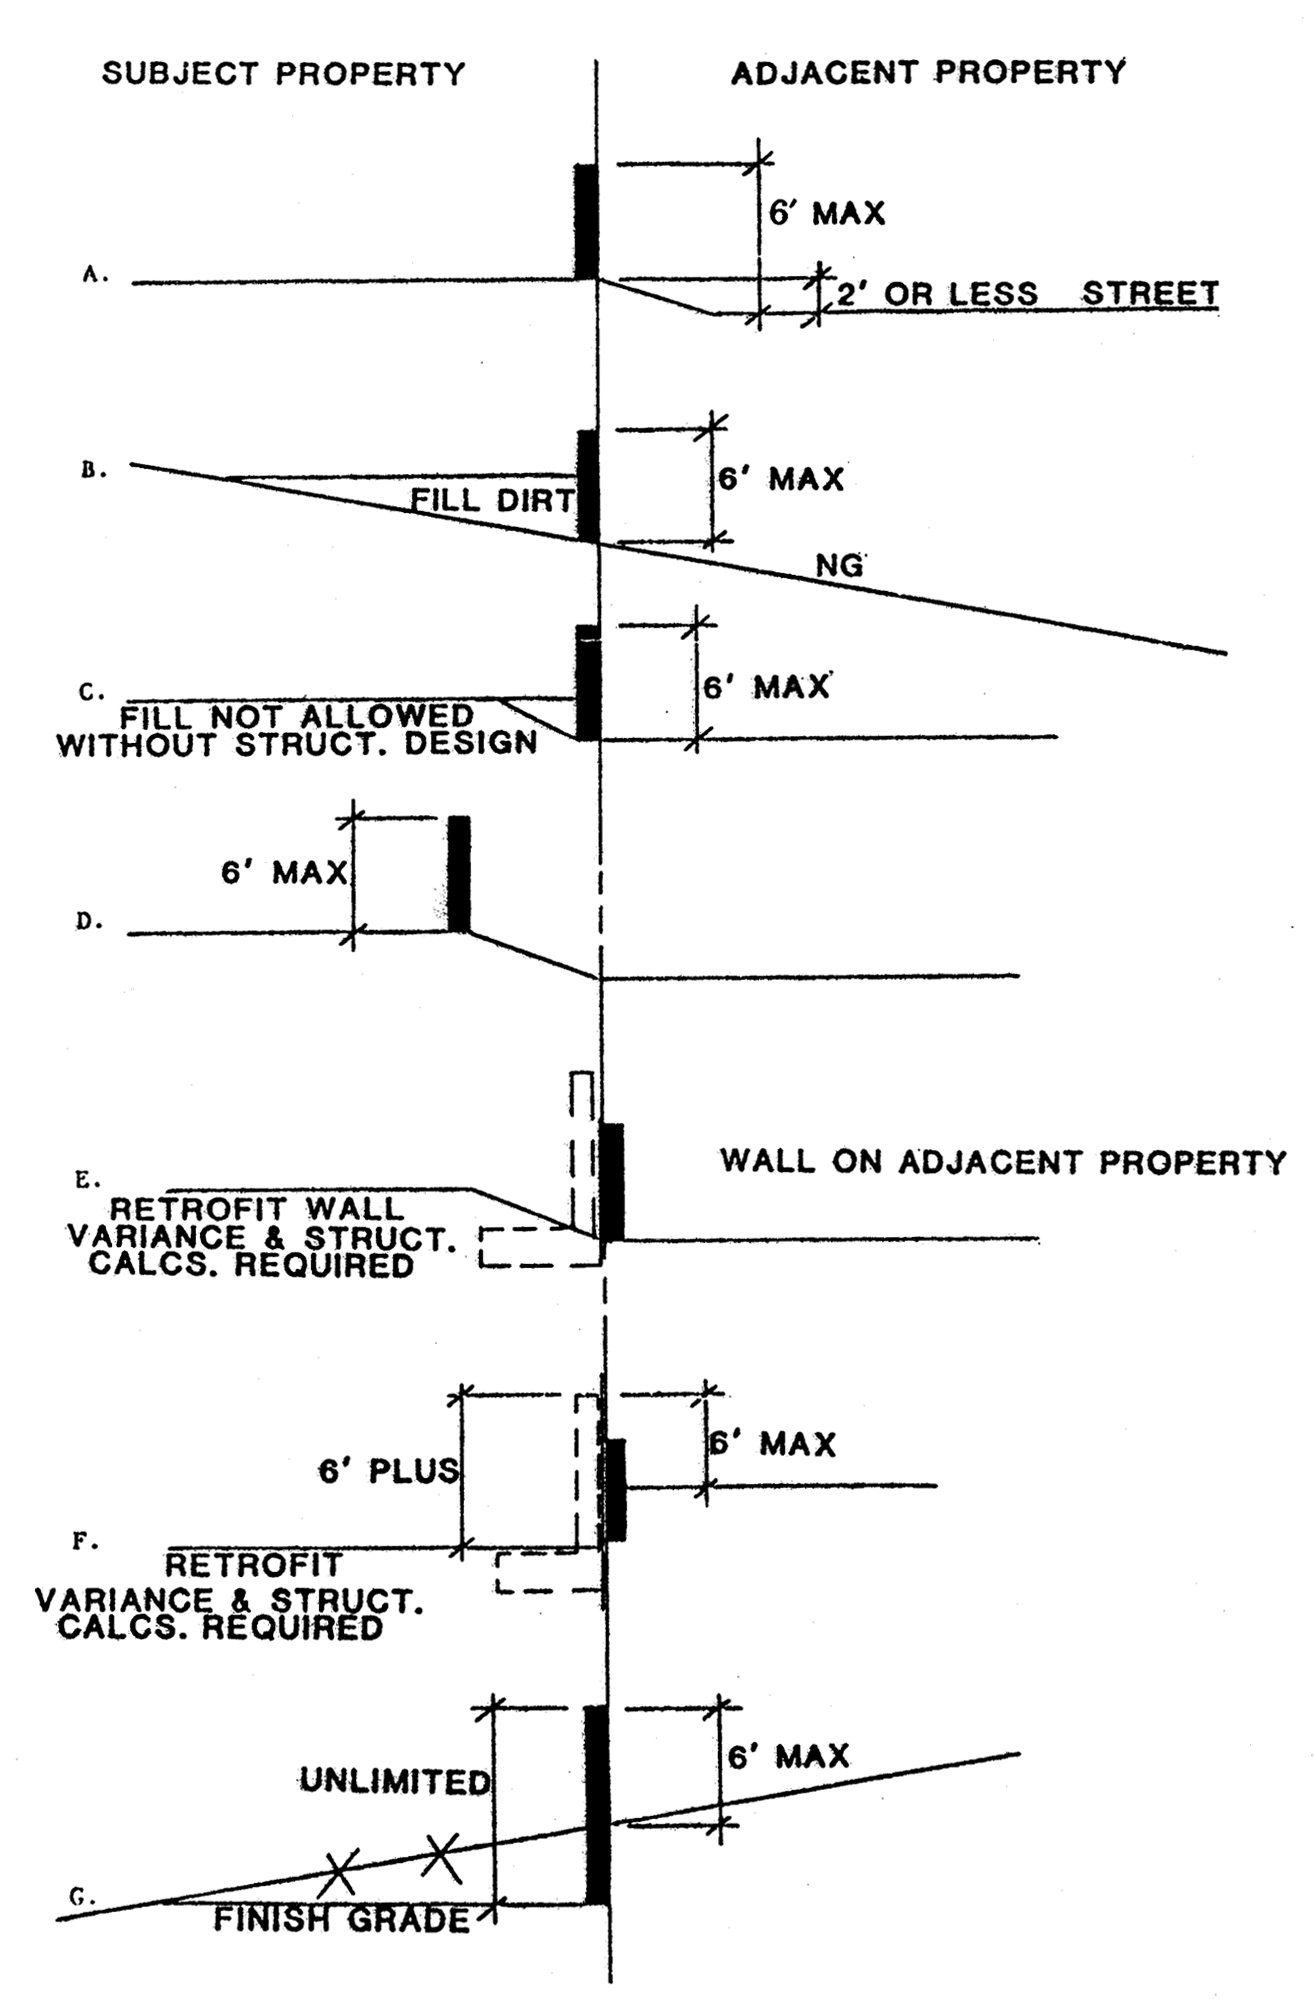 SUBJECT PROPERTY
ADJACENT PROPERTY
6' MAX
A.
2' OR LESS STREET
B.
6' MAX
FILL DIRT
NG
C.
6' MAX
FILL NOT ALLOWED
WITHOUT STRUCT. DESIGN
6' MAX
D.
WALL ON ADJACENT PROPERTY
E.
RETROFIT WALL
VARIANCE & STRUCT.
CALCS. REQUIRED
6' MAX
6' PLUS
F.
RETROFIT
VARIANCE & STRUCT.
CALCS. REQUIRED
6' MAX
UNLIMITED
G.
FINISH GRADE